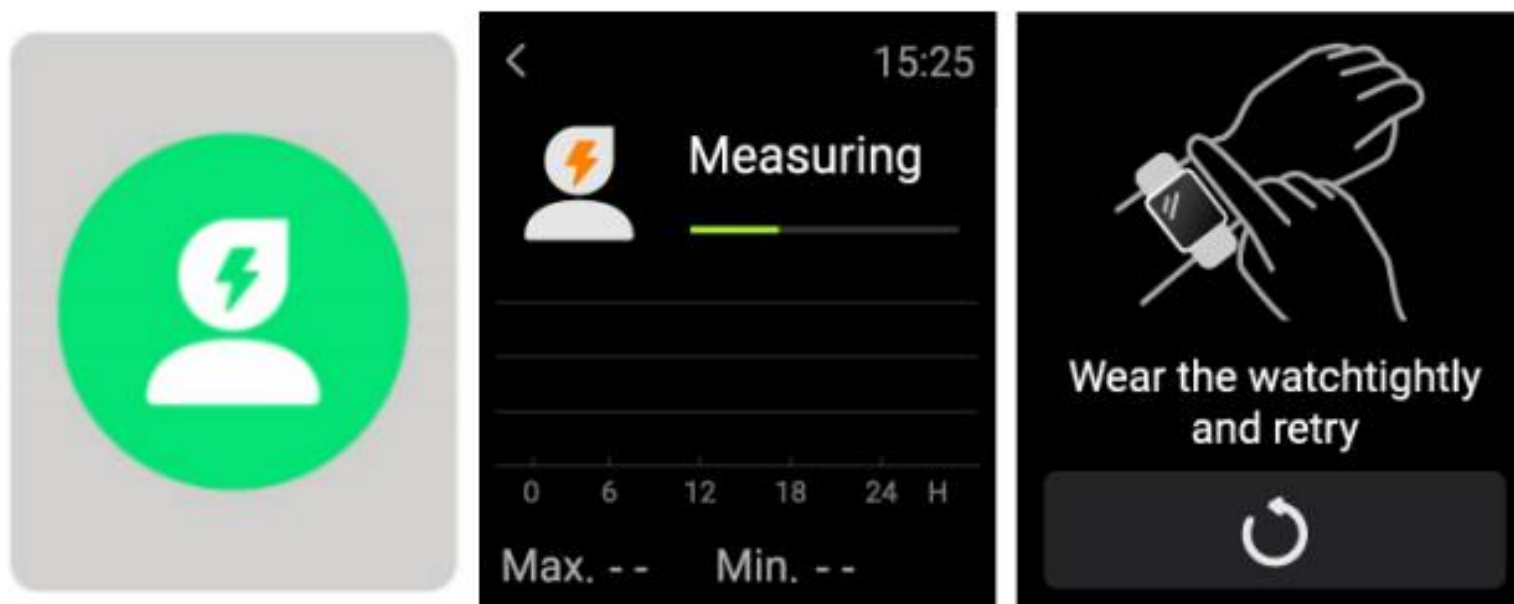 15:25
Measuring
0 6 12 18 24 H
Max. -- Min. --
Wear the watchtightly
and retry